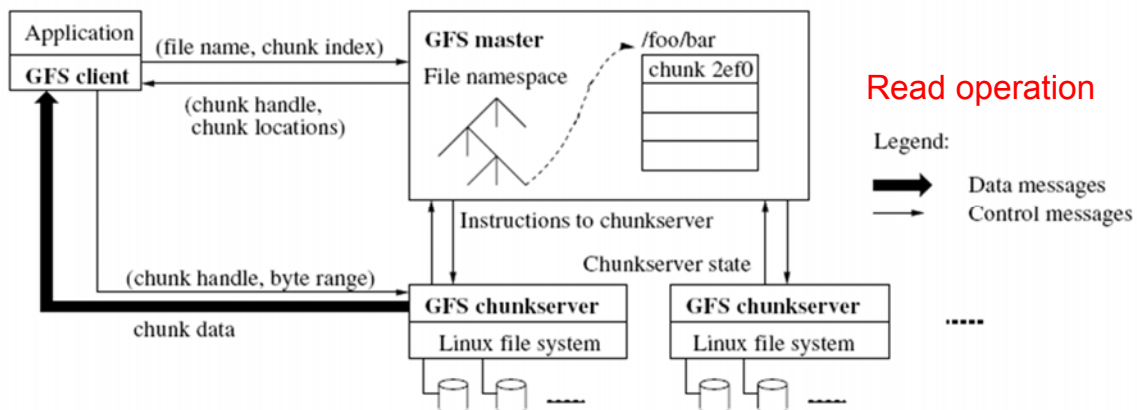 Application
GFS client
(file name, chunk index)
(chunk handle,
chunk locations)
GFS master
File namespace
/foo/bar
chunk 2ef0
Read operation
Legend:
Data messages
Control messages
Instructions to chunkserver
Chunkserver state
(chunk handle, byte range)
chunk data
GFS chunkserver
Linux file system
GFS chunkserver
Linux file system